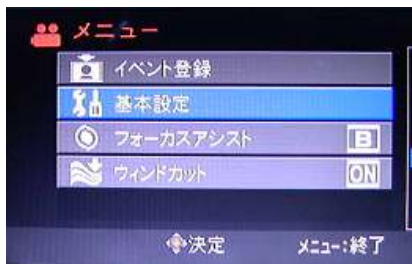 メニュー
イベント登録
基本設定
フォーカスアシスト B
ウィンドカット ON
決定 メニュー:終了